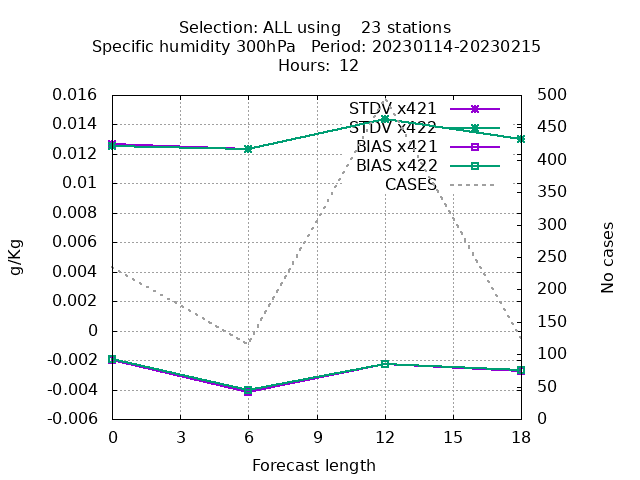 Selection: ALL using    23 stations
Specific humidity 300hPa   Period: 20230114-20230215
Hours:  12
0.016
0.014
0.012
0.01
0.008
0.006
0.004
0.002
0
-0.002
-0.004
-0.006
g/Kg
STDV x421
STDV x422
BIAS x421
BIAS x422
CASES
500
450
400
350
300
250
200
150
100
50
0
No cases
0 3 6 9 12 15 18
Forecast length